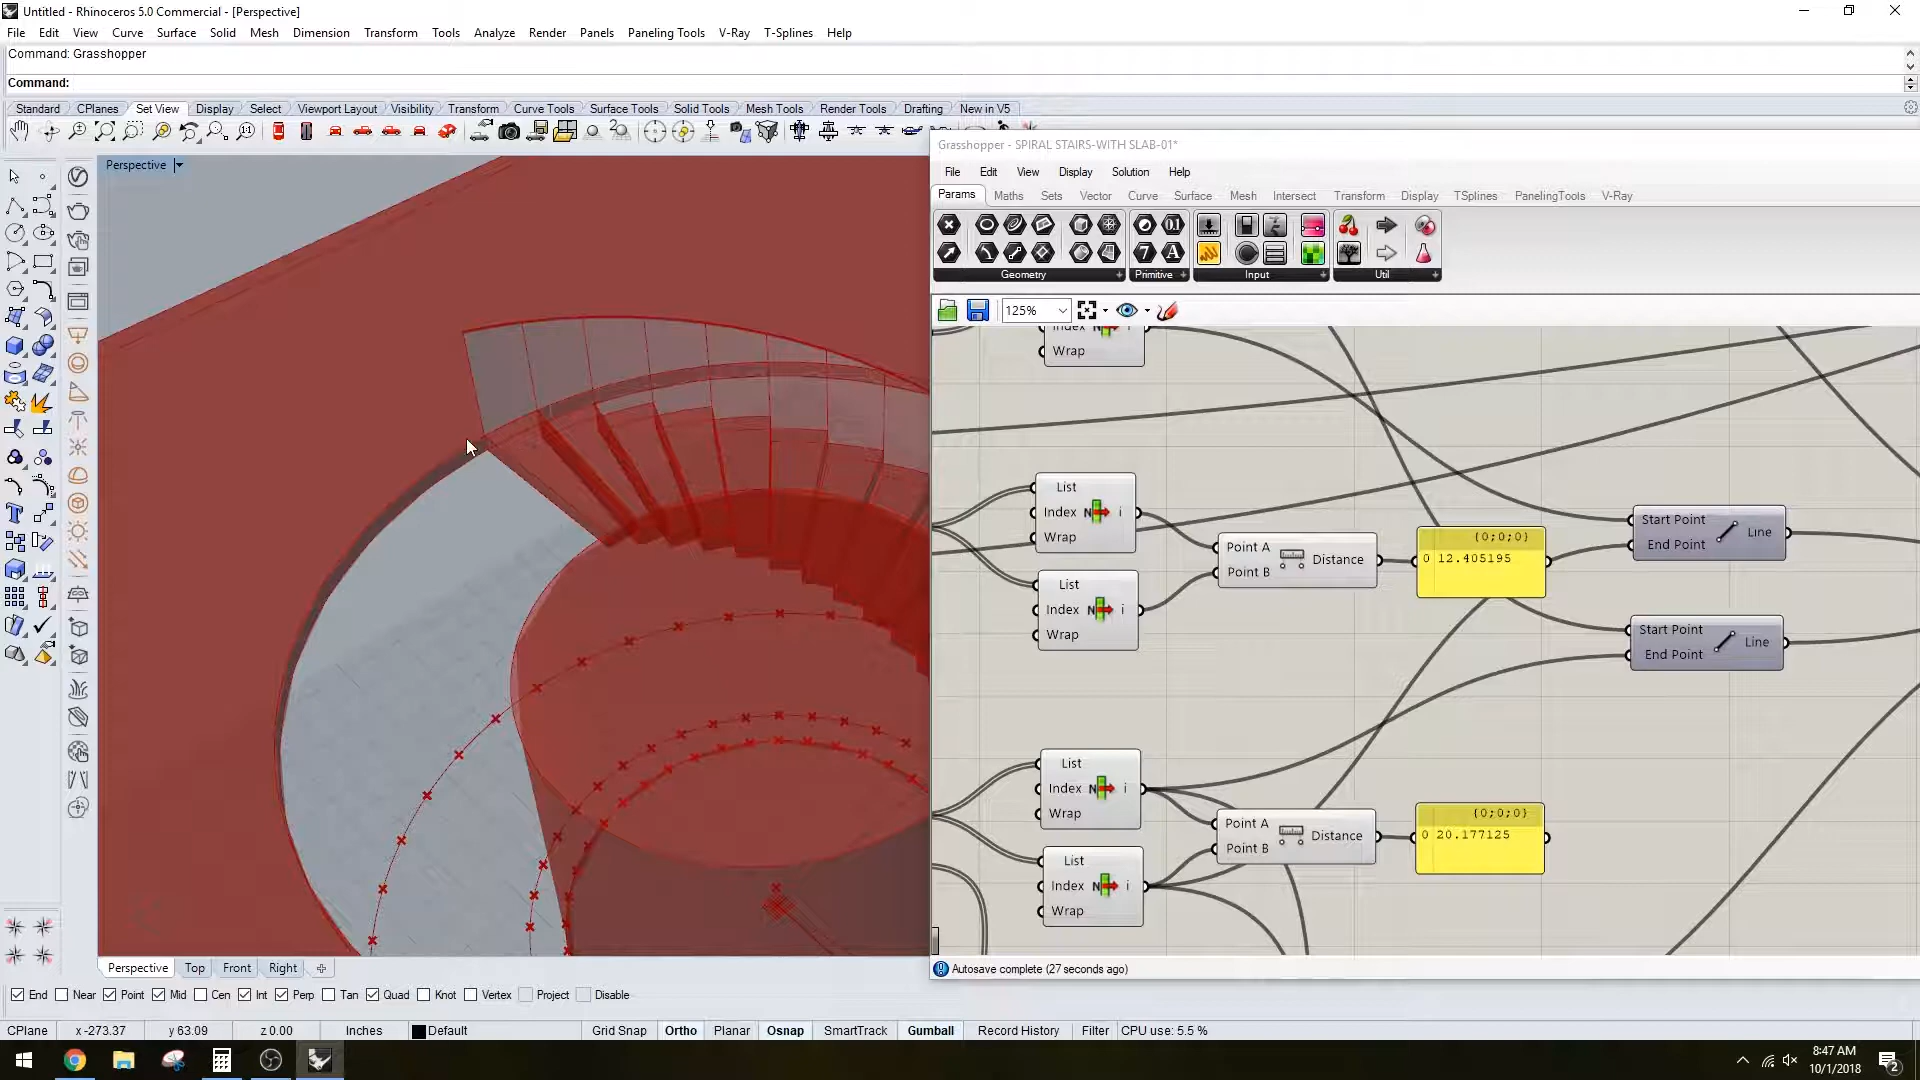 Untitled - Rhinoceros 5.0 Commercial - [Perspective]
File Edit View Curve Surface Solid Mesh Dimension Transform Tools Analyze Render Panels Paneling Tools V-Ray T-Splines Help
Command: Grasshopper
Command:
Standard CPlanes Set View Display Select Viewport Layout Visibility Transform Curve Tools Surface Tools Solid Tools Mesh Tools Render Tools Drafting New in V5
Perspective
Grasshopper - SPIRAL STAIRS-WITH SLAB-01*
File Edit View Display Solution Help
Params Maths Sets Vector Curve Surface Mesh Intersect Transform Display TSplines PanelingTools V-Ray
Geometry Primitive Input Util
125%
Index N i
Wrap
List
Index N i
Wrap
List
Index N i
Wrap
Point A
Point B
Distance
{0;0;0}
0 12.405195
Start Point
End Point
Line
Start Point
End Point
Line
List
Index N i
Wrap
List
Index N i
Wrap
Point A
Point B
Distance
{0;0;0}
0 20.177125
Autosave complete (27 seconds ago)
Perspective Top Front Right
End Near Point Mid Cen Int Perp Tan Quad Knot Vertex Project Disable
CPlane x -273.37 y 63.09 z 0.00 Inches Default Grid Snap Ortho Planar Osnap SmartTrack Gumball Record History Filter CPU use: 5.5 %
8:47 AM
10/1/2018
2